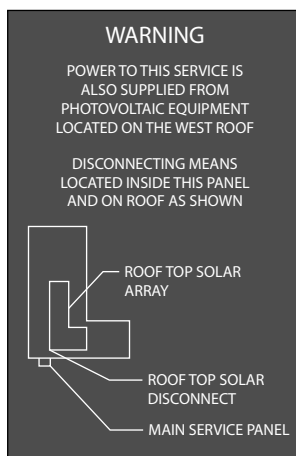 WARNING
POWER TO THIS SERVICE IS
ALSO SUPPLIED FROM
PHOTOVOLTAIC EQUIPMENT
LOCATED ON THE WEST ROOF
DISCONNECTING MEANS
LOCATED INSIDE THIS PANEL
AND ON ROOF AS SHOWN
ROOF TOP SOLAR
ARRAY
ROOF TOP SOLAR
DISCONNECT
MAIN SERVICE PANEL